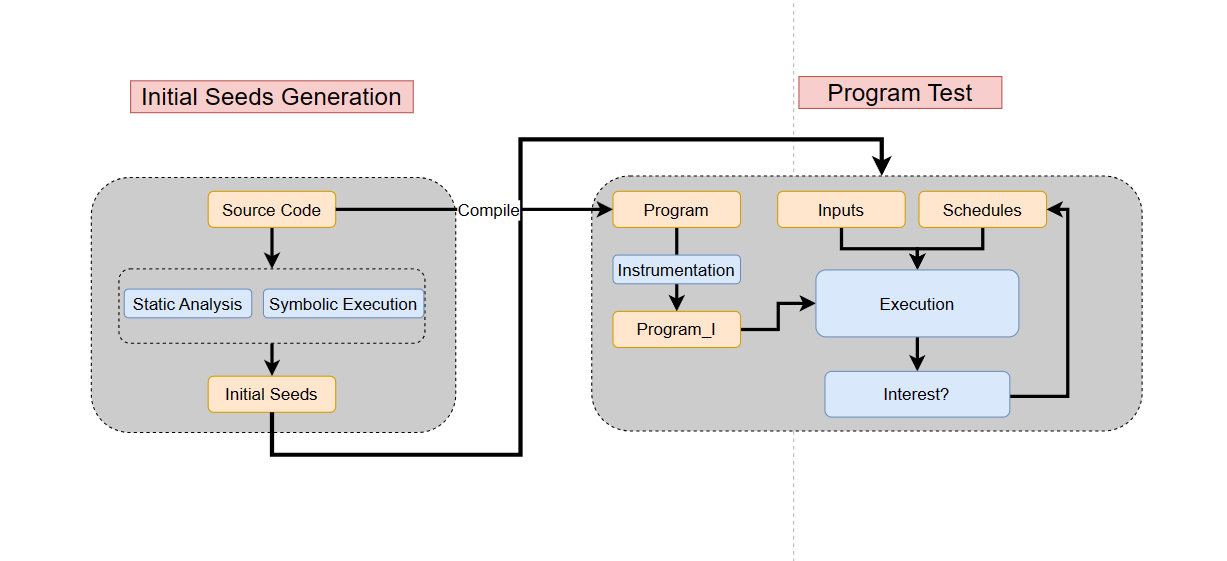 Initial Seeds Generation
Program Test
Source Code
Compile
Program
Inputs
Schedules
Instrumentation
Static Analysis
Symbolic Execution
Execution
Program_I
Initial Seeds
Interest?